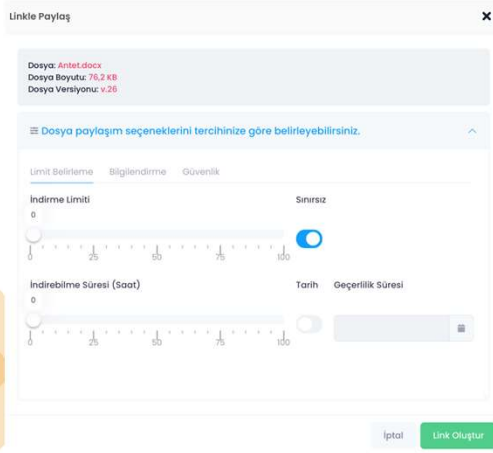 Linkle Paylaş
Dosya: Antet.docx
Dosya Boyutu: 76,2 KB
Dosya Versiyonu: v.26
Dosya paylaşım seçeneklerini tercihinize göre belirleyebilirsiniz.
Limit Belirleme Bilgilendirme Güvenlik
İndirme Limiti Sınırsız
0
0 25 50 75 100
İndirebilme Süresi (Saat) Tarih Geçerlilik Süresi
0
0 25 50 75 100
İptal Link Oluştur